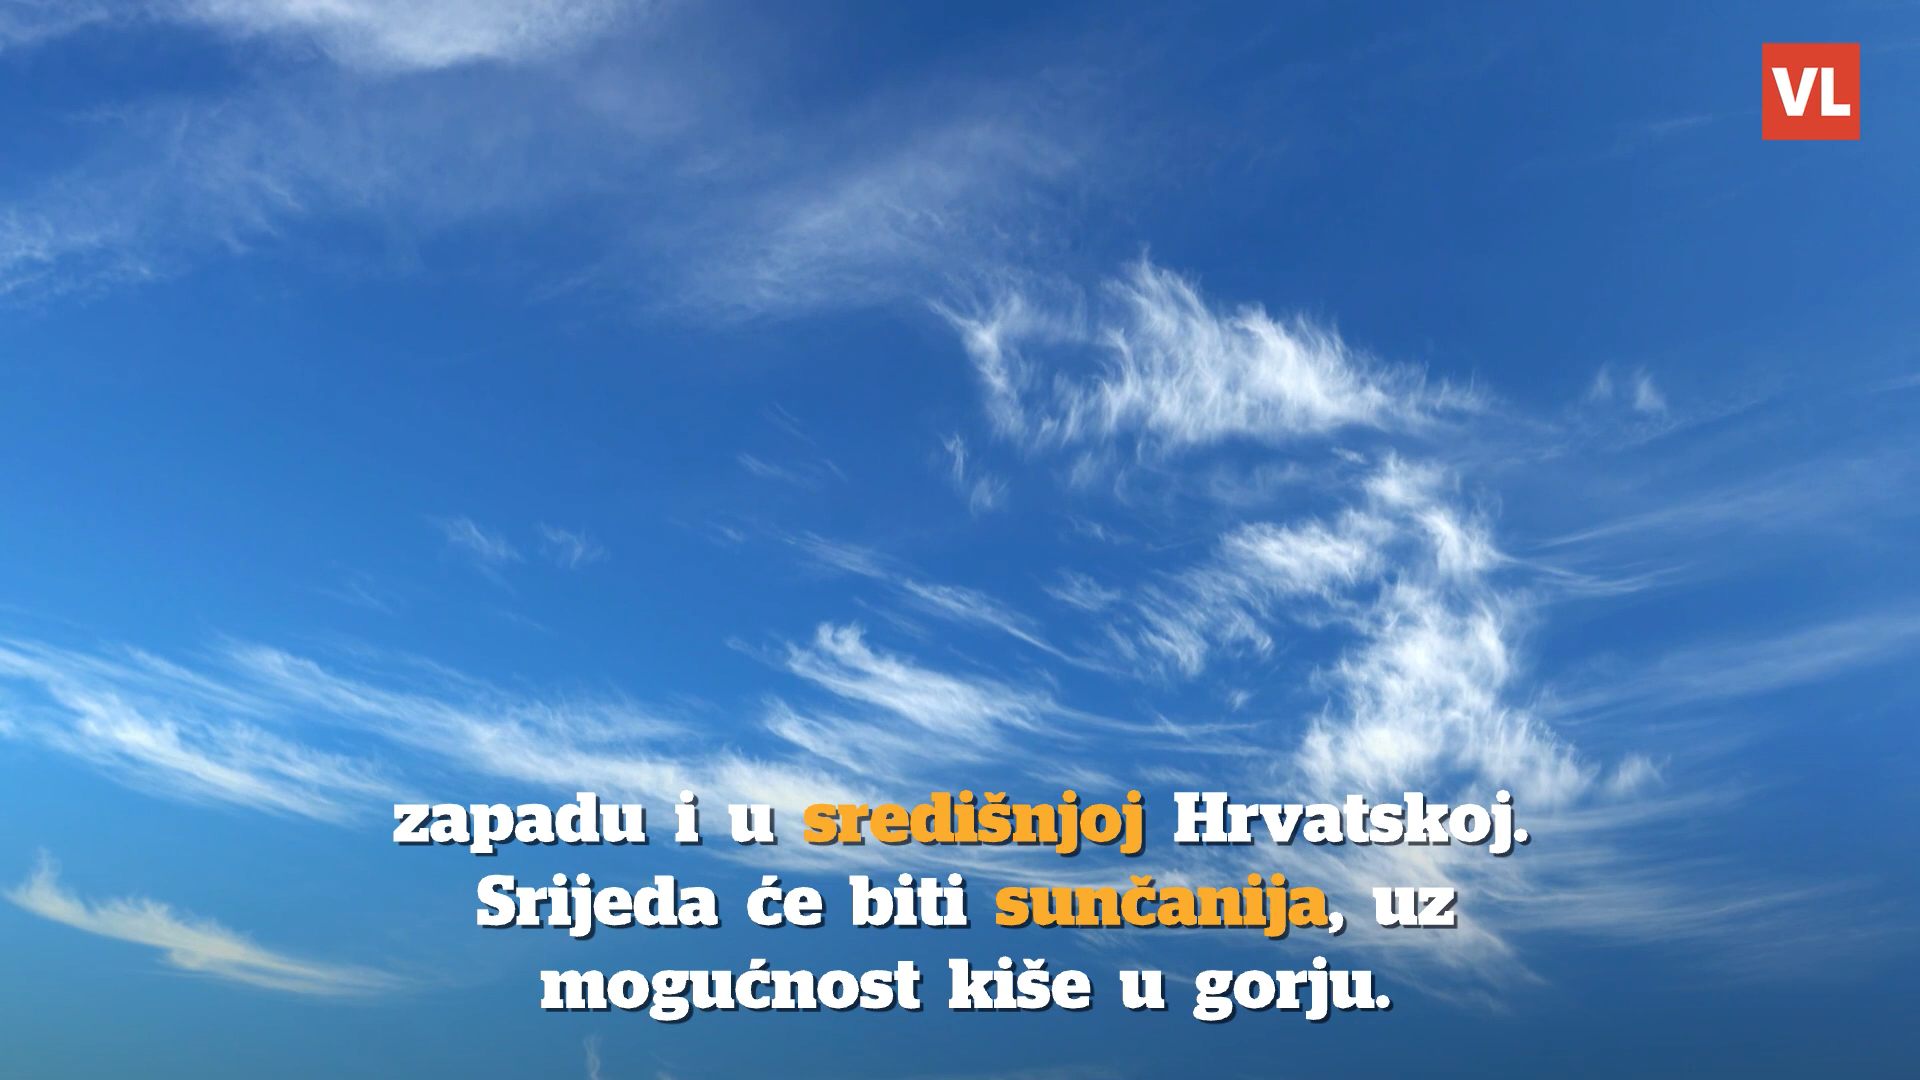 VL
zapadu i u središnjoj Hrvatskoj.
Srijeda će biti sunčanija, uz
mogućnost kiše u gorju.